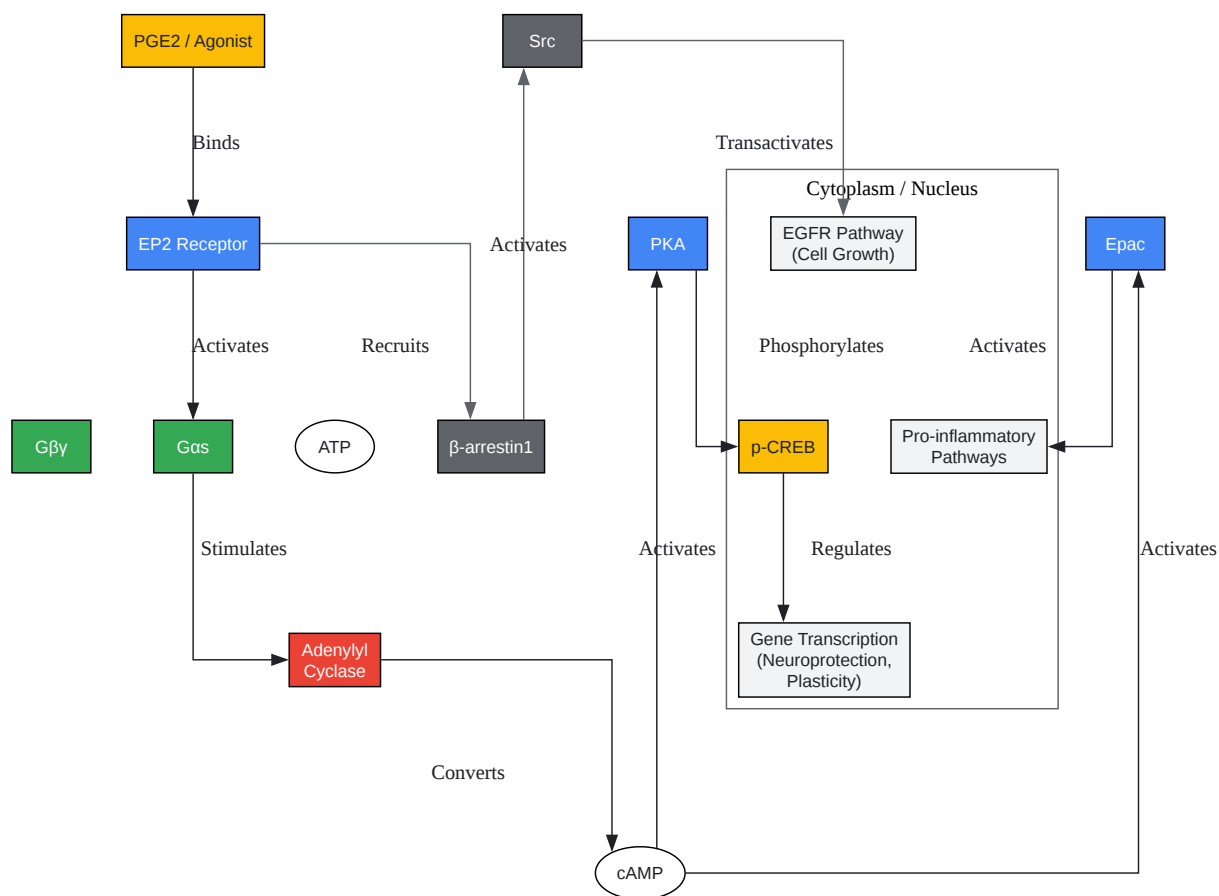 PGE2 / Agonist
Src
Binds
Transactivates
Cytoplasm / Nucleus
EP2 Receptor
Activates
PKA
EGFR Pathway
(Cell Growth)
Epac
Activates
Recruits
Phosphorylates
Activates
Gβγ
Gαs
ATP
β-arrestin1
p-CREB
Pro-inflammatory
Pathways
Stimulates
Activates
Regulates
Activates
Adenylyl
Cyclase
Gene Transcription
(Neuroprotection,
Plasticity)
Converts
cAMP